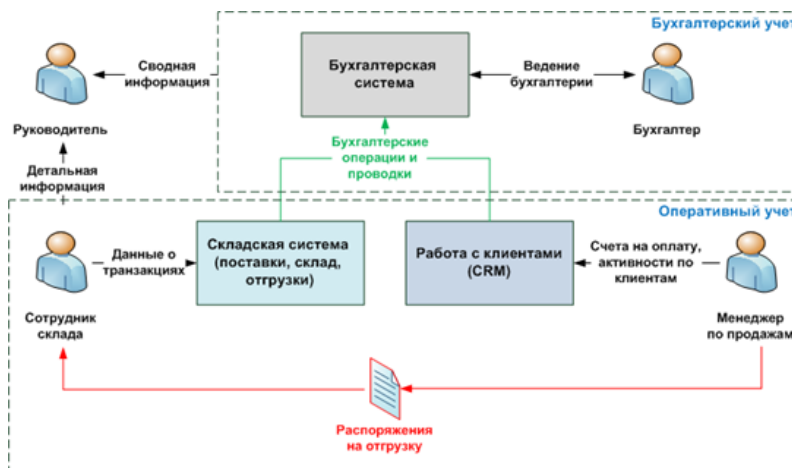 Бухгалтерский учет
Сводная
информация
Бухгалтерская
система
Ведение
бухгалтерии
Руководитель
Бухгалтер
Бухгалтерские
операции и
проводки
Детальная
информация
Оперативный учет
Данные о
транзакциях
Складская система
(поставки, склад,
отгрузки)
Работа с клиентами
(CRM)
Счета на оплату,
активности по
клиентам
Сотрудник
склада
Менеджер
по продажам
Распоряжения
на отгрузку